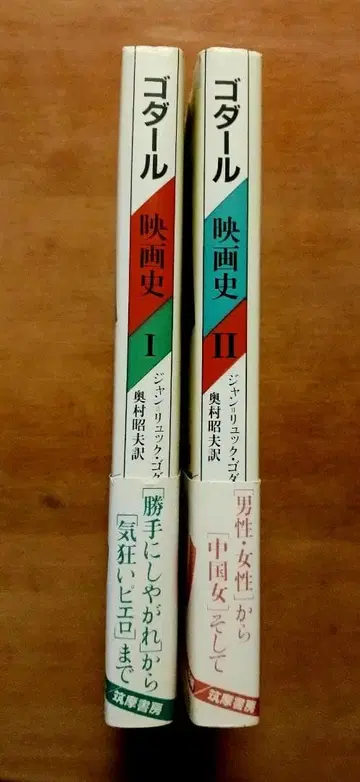 ゴダール
映画史
I
ジャン=リュック・ゴダ
奥村昭夫訳
[勝手にしやがれ]から
[気狂いピエロ]まで
/筑摩書房
ゴダール
映画史
II
ジャン=リュック・ゴダ
奥村昭夫訳
[男性・女性]から
[中国女]そして
/筑摩書房